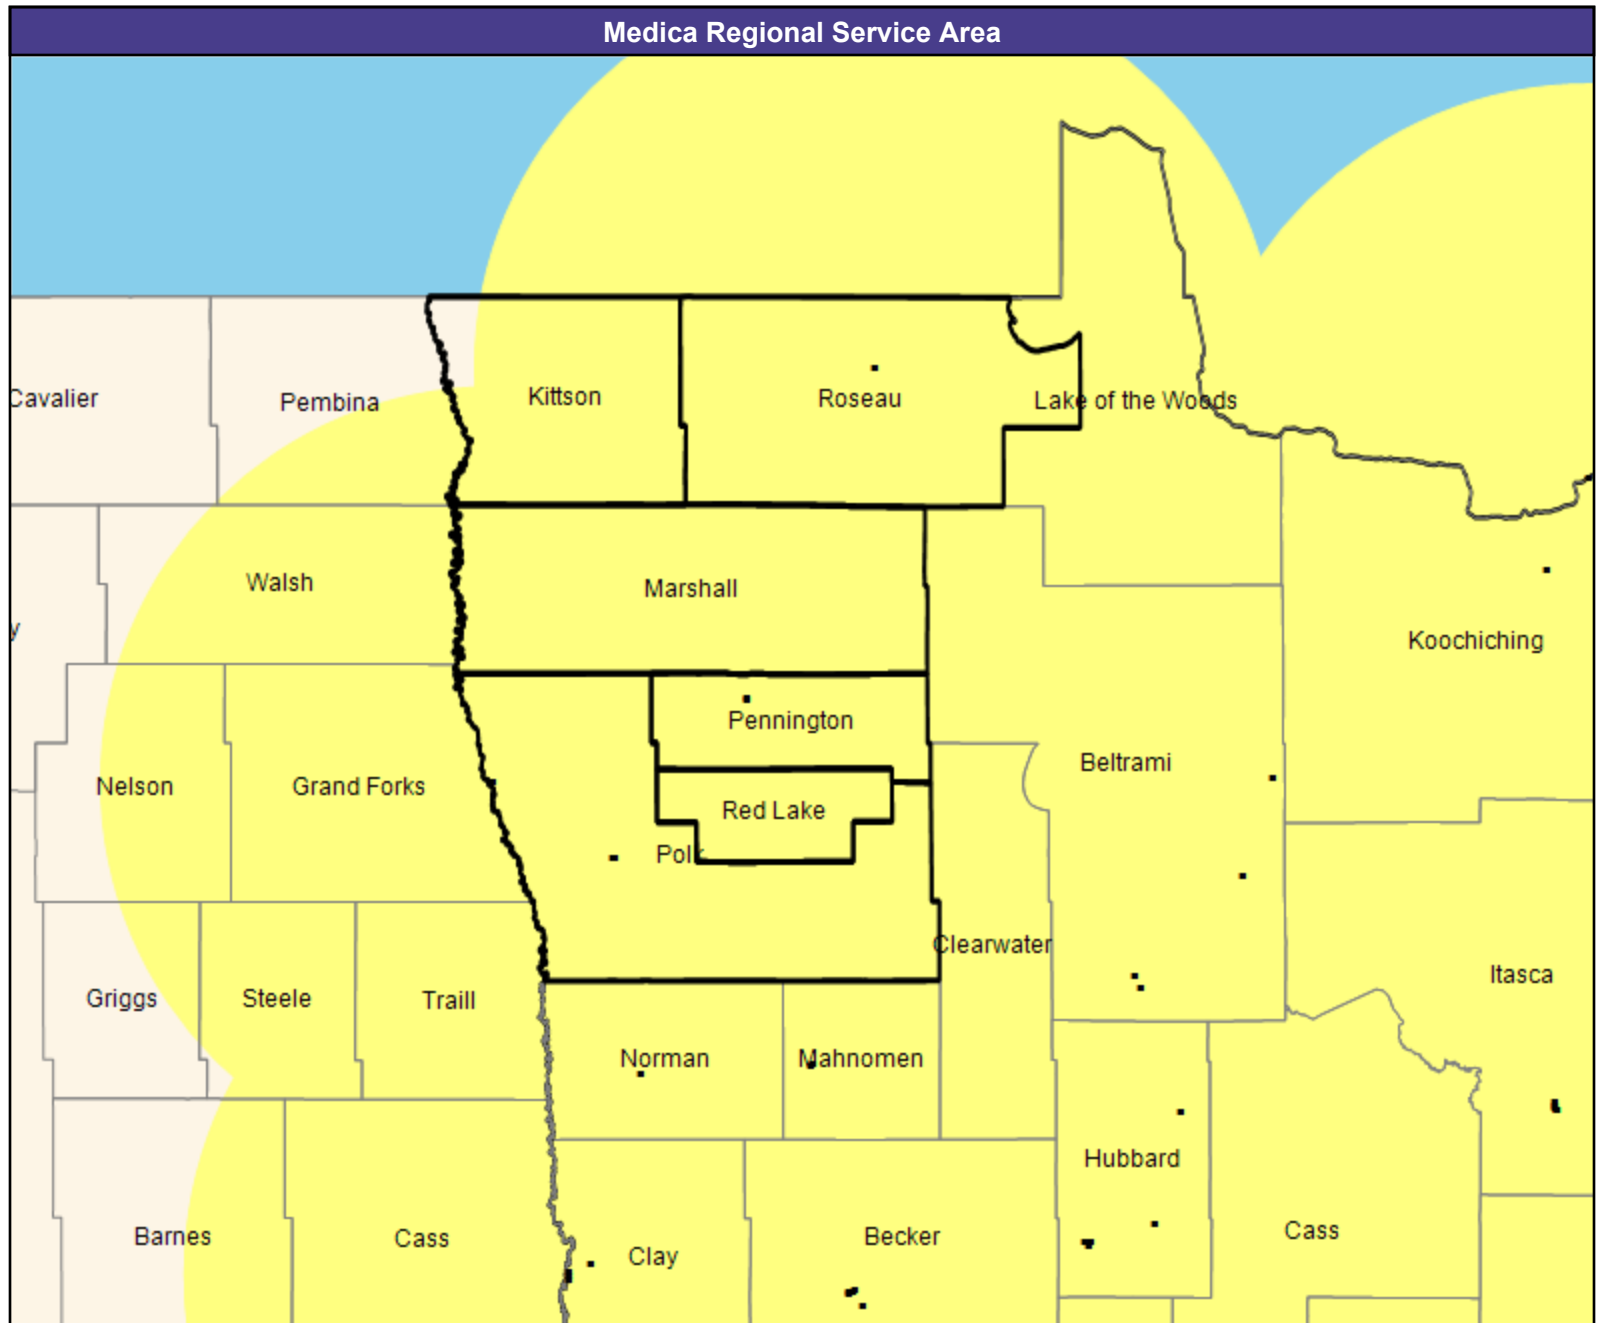 Medica Regional Service Area
Kittson
Roseau
Cavalier
Pembina
Lake of the Woods
Walsh
Marshall
y
Koochiching
Pennington
Beltrami
Nelson
Grand Forks
Red Lake
Polk
Clearwater
Itasca
Griggs
Steele
Traill
Norman
Mahnomen
Hubbard
Barnes
Cass
Clay
Becker
Cass